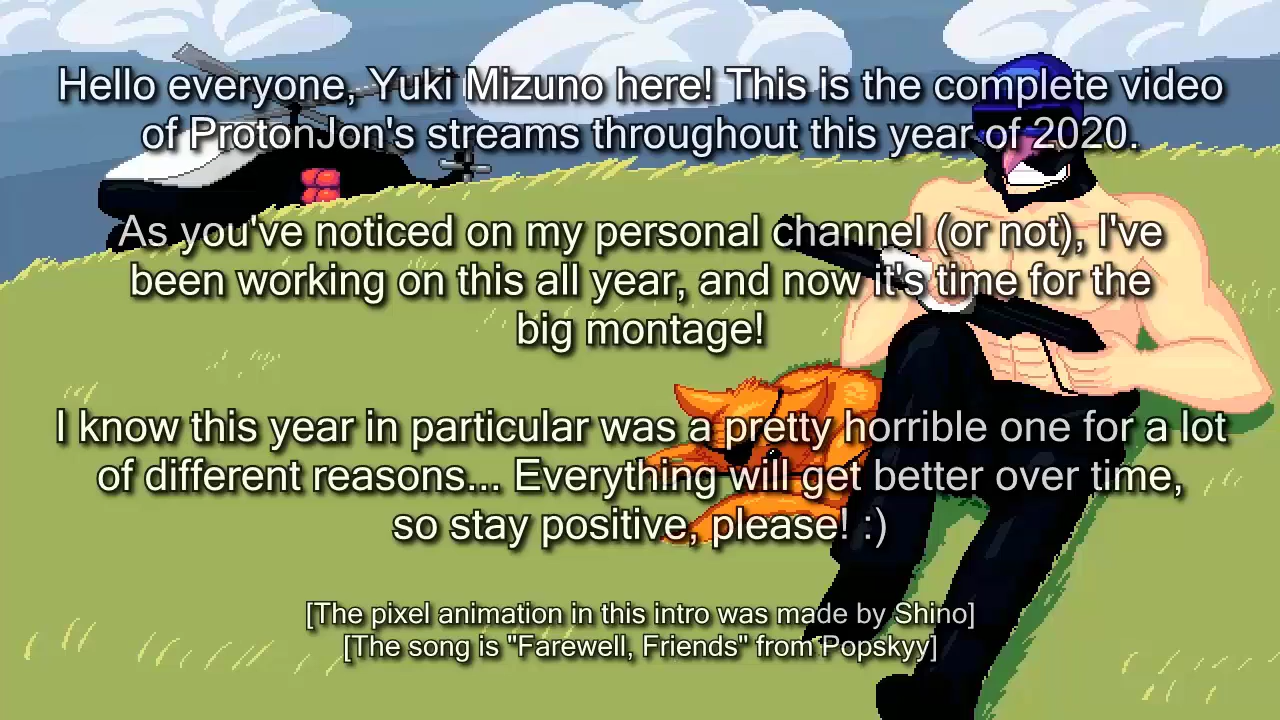 Hello everyone, Yuki Mizuno here! This is the complete video
of ProtonJon's streams throughout this year of 2020.
As you've noticed on my personal channel (or not), I've
been working on this all year, and now it's time for the
big montage!
I know this year in particular was a pretty horrible one for a lot
of different reasons... Everything will get better over time,
so stay positive, please! :)
[The pixel animation in this intro was made by Shino]
[The song is "Farewell, Friends" from Popskyy]